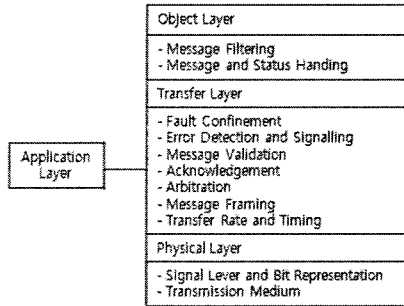 Object Layer
- Message Filtering
- Message and Status Handing
Transfer Layer
- Fault Confinement
- Error Detection and Signalling
- Message Validation
- Acknowledgement
- Arbitration
- Message Framing
- Transfer Rate and Timing
Application
Layer
Physical Layer
- Signal Lever and Bit Representation
- Transmission Medium